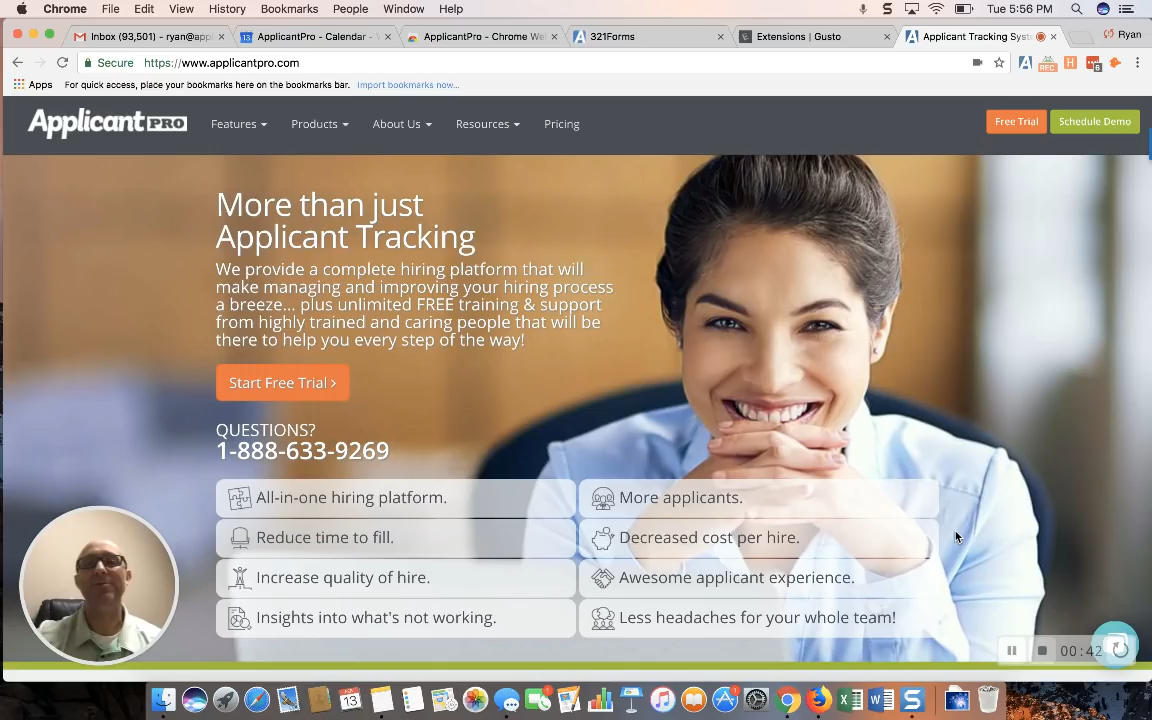 Chrome File Edit View History Bookmarks People Window Help Tue 5:56 PM
Inbox (93,501) - ryan@appl ApplicantPro - Calendar - ApplicantPro - Chrome We 321Forms Extensions | Gusto Applicant Tracking Syst Ryan
Secure https://www.applicantpro.com REC 6
Apps For quick access, place your bookmarks here on the bookmarks bar. Import bookmarks now...
Applicant PRO Features Products About Us Resources Pricing Free Trial Schedule Demo
More than just
Applicant Tracking
We provide a complete hiring platform that will
make managing and improving your hiring process
a breeze... plus unlimited FREE training & support
from highly trained and caring people that will be
there to help you every step of the way!
Start Free Trial >
QUESTIONS?
1-888-633-9269
All-in-one hiring platform. More applicants.
Reduce time to fill. Decreased cost per hire.
Increase quality of hire. Awesome applicant experience.
Insights into what's not working. Less headaches for your whole team!
00:42